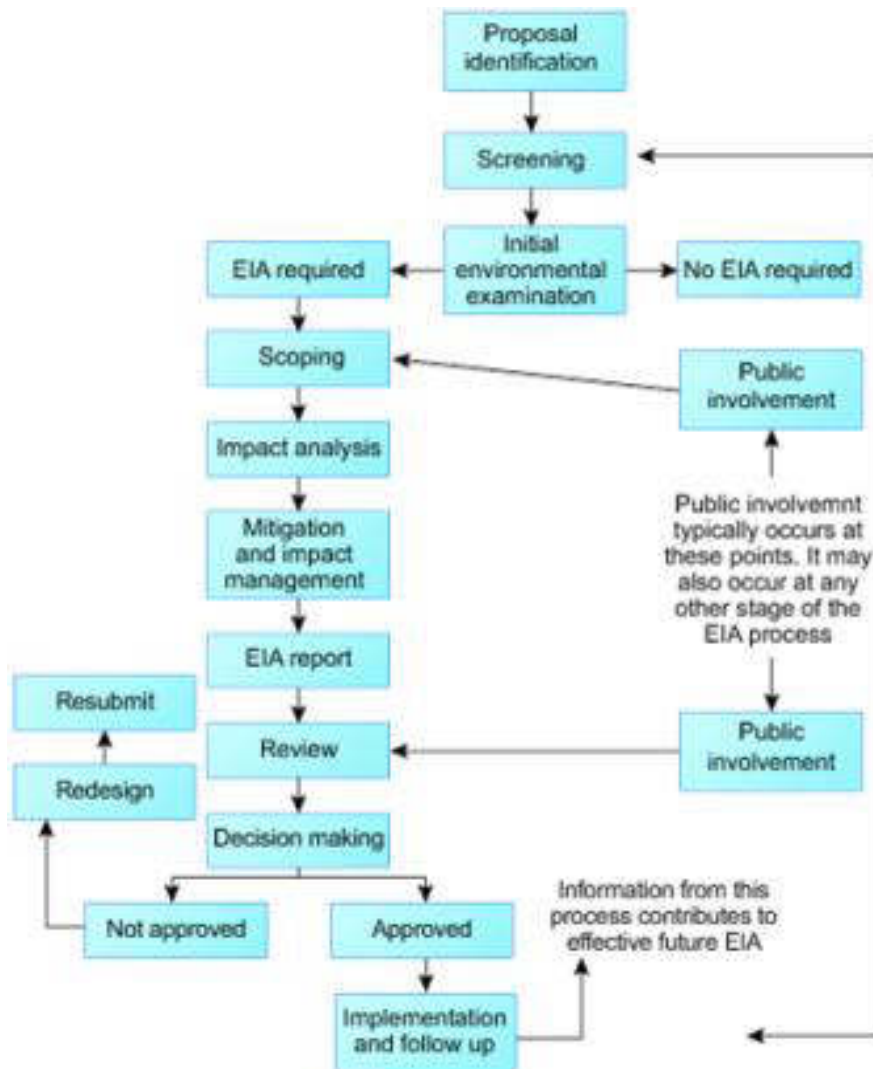 Proposal
identification
Screening
Initial
environmental
examination
EIA required
No EIA required
Scoping
Public
involvement
Impact analysis
Public involvemnt
typically occurs at
these points. It may
also occur at any
other stage of the
EIA process
Mitigation
and impact
management
EIA report
Resubmit
Review
Public
involvement
Redesign
Decision making
Not approved
Approved
Information from this
process contributes to
effective future EIA
Implementation
and follow up